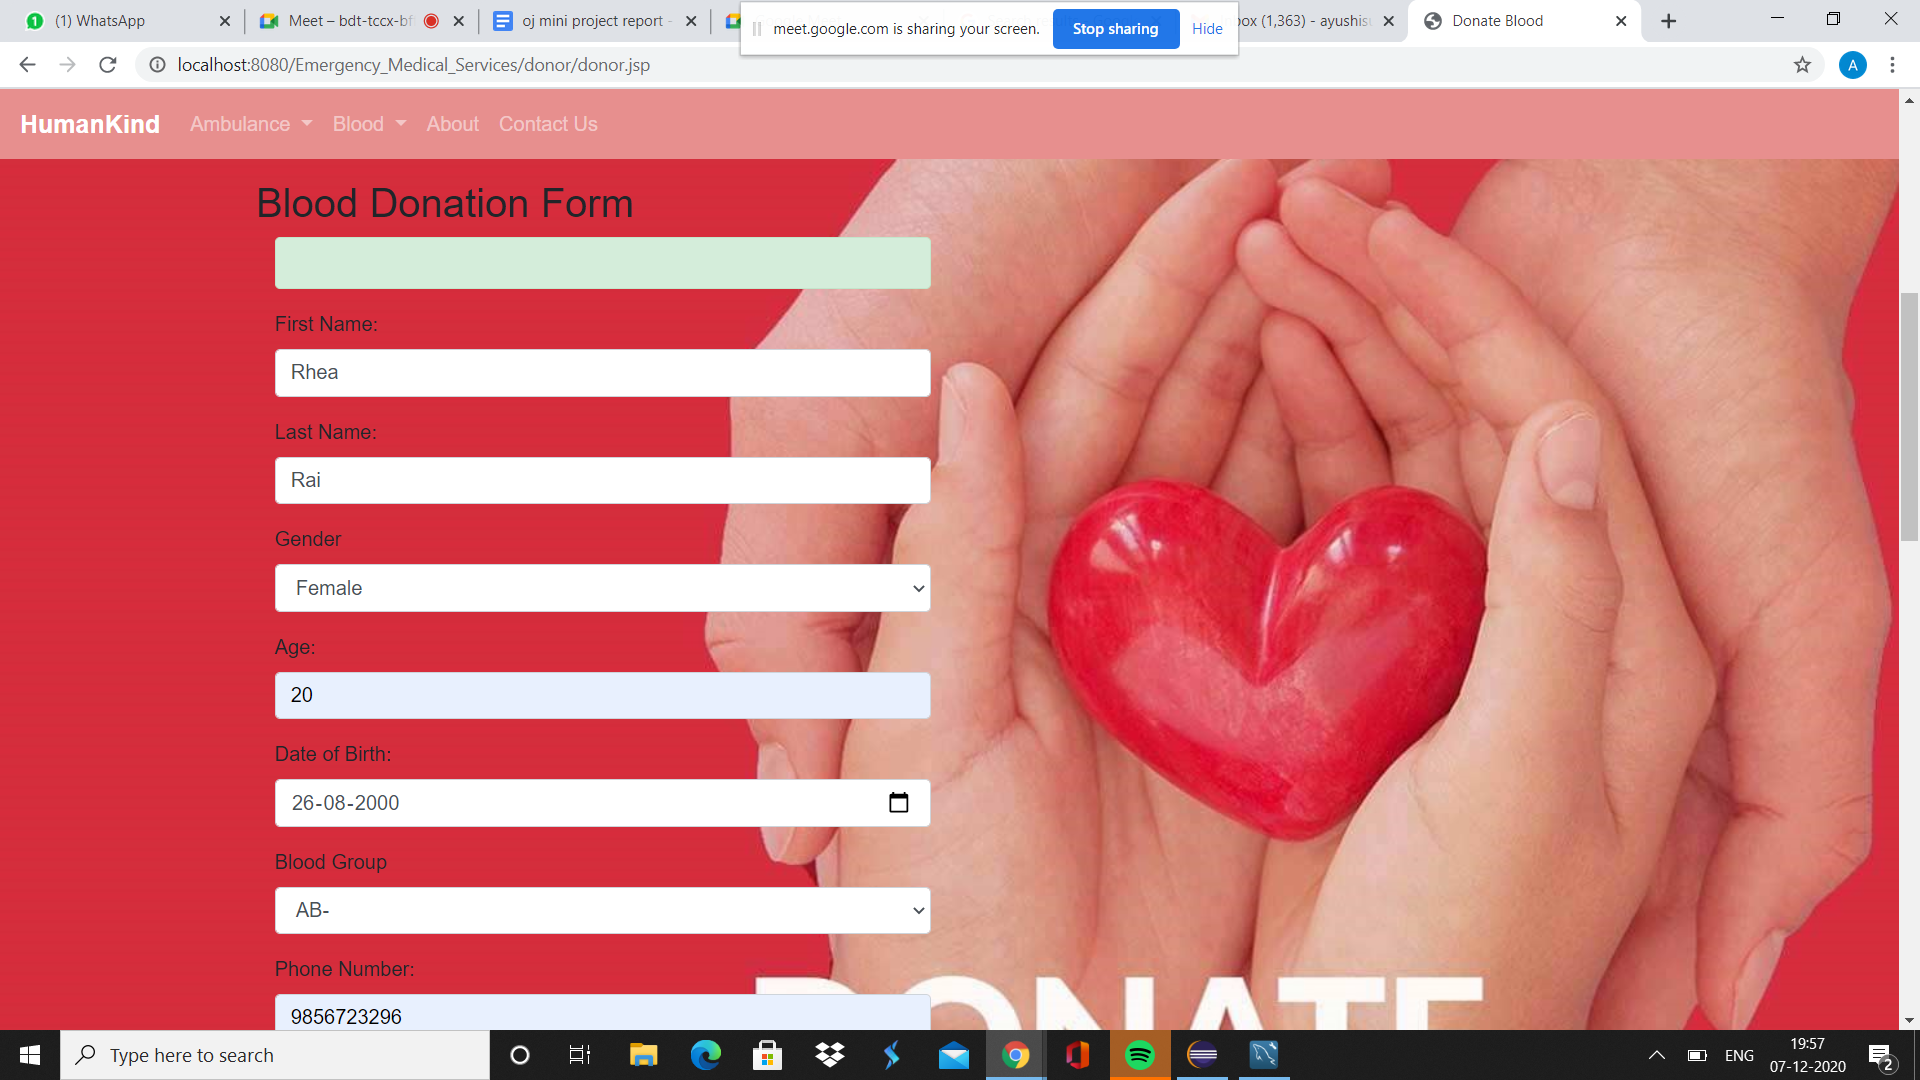 (1) WhatsApp
Meet – bdt-tccx-bf
oj mini project report -
meet.google.com is sharing your screen.
Stop sharing
Hide
box (1,363) - ayushis
Donate Blood
localhost:8080/Emergency_Medical_Services/donor/donor.jsp
A
HumanKind
Ambulance
Blood
About
Contact Us
Blood Donation Form
First Name:
Rhea
Last Name:
Rai
Gender
Female
Age:
20
Date of Birth:
26-08-2000
Blood Group
AB-
Phone Number:
9856723296
DONATE
Type here to search
ENG
19:57
07-12-2020
2